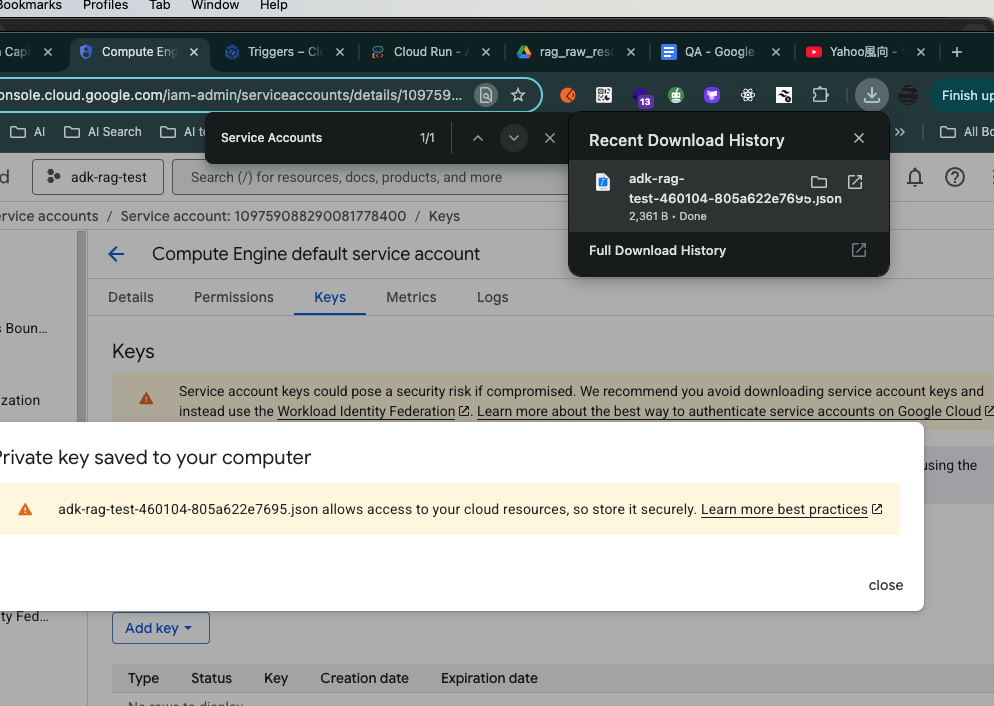 Bookmarks Profiles Tab Window Help
Cap
Compute Eng
Triggers – Cl
Cloud Run -
rag_raw_res
QA - Google
Yahoo風向 -
onsole.cloud.google.com/iam-admin/serviceaccounts/details/109759...
13
Finish up
AI
AI Search
AI to
All Bo
Service Accounts
1/1
Recent Download History
adk-rag-
test-460104-805a622e7695.json
2,361 B • Done
Full Download History
d
adk-rag-test
Search (/) for resources, docs, products, and more
ervice accounts / Service account: 109759088290081778400 / Keys
Compute Engine default service account
Details Permissions Keys Metrics Logs
s Boun...
zation
ty Fed...
Keys
Service account keys could pose a security risk if compromised. We recommend you avoid downloading service account keys and
instead use the Workload Identity Federation. Learn more about the best way to authenticate service accounts on Google Cloud
using the
Private key saved to your computer
adk-rag-test-460104-805a622e7695.json allows access to your cloud resources, so store it securely. Learn more best practices
close
Add key
Type Status Key Creation date Expiration date
No rows to display